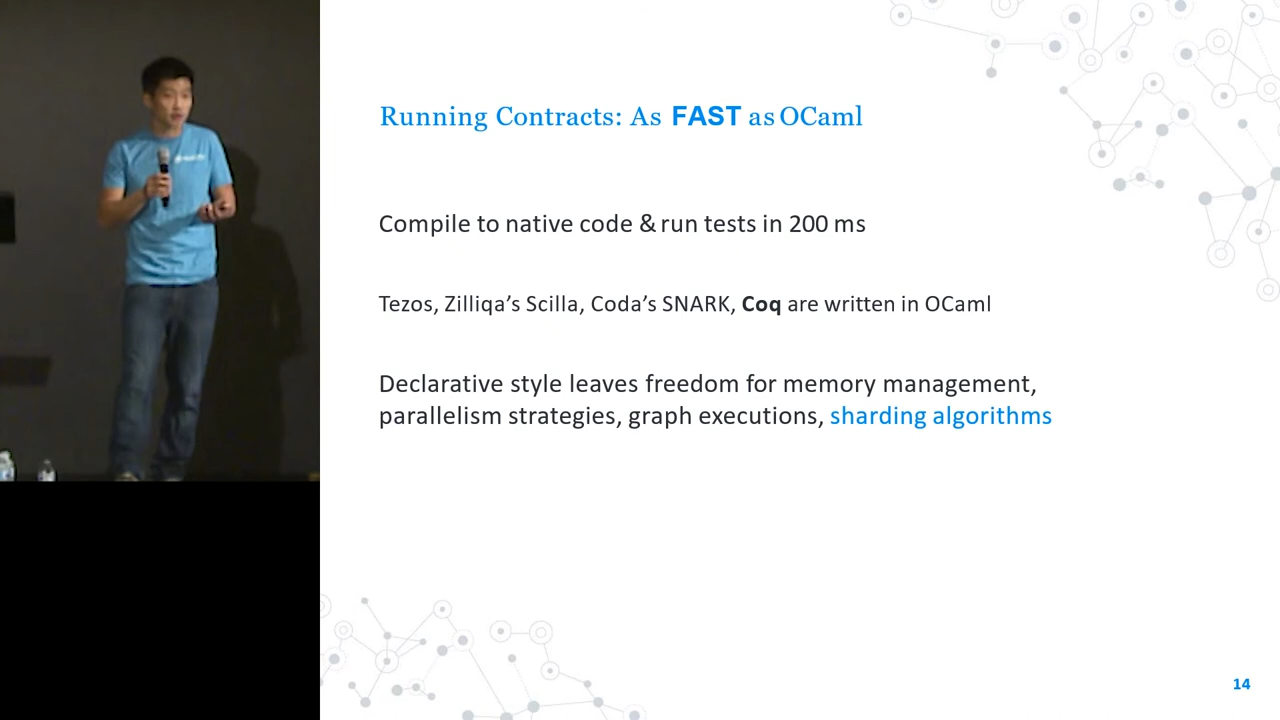 Running Contracts: As FAST as OCaml
Compile to native code & run tests in 200 ms
Tezos, Zilliqa’s Scilla, Coda’s SNARK, Coq are written in OCaml
Declarative style leaves freedom for memory management,
parallelism strategies, graph executions, sharding algorithms
14